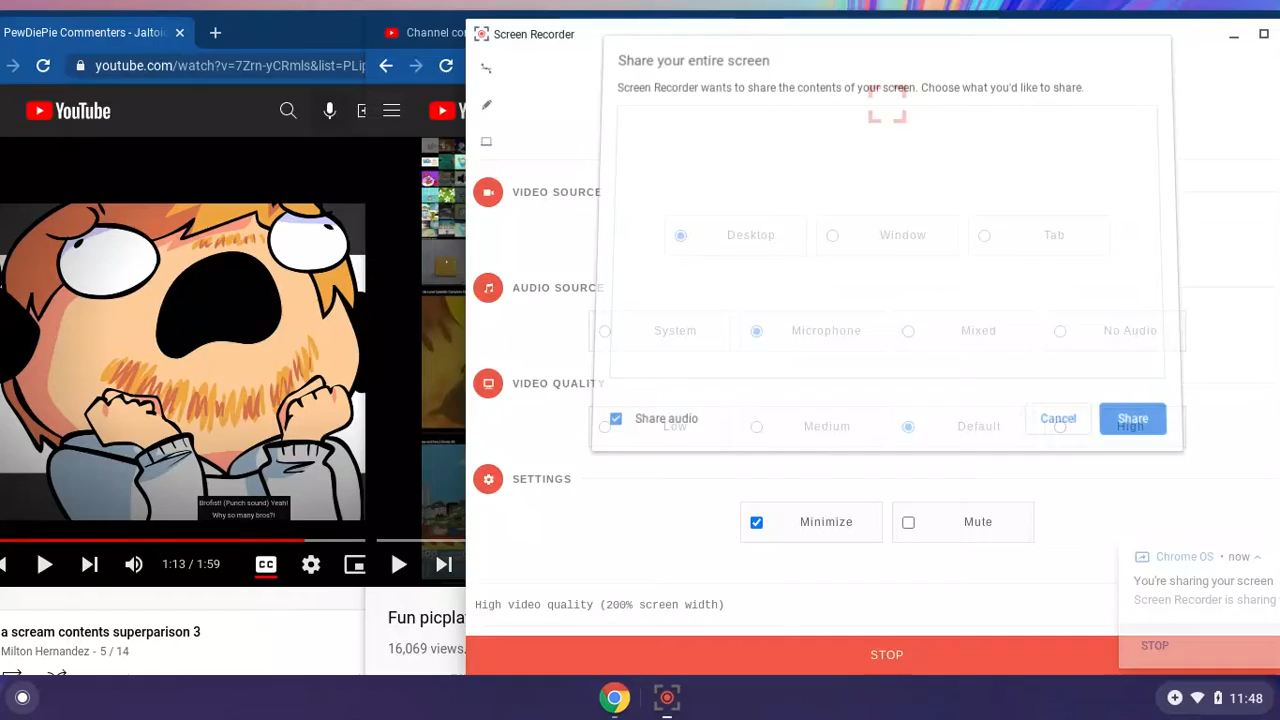 PewDiePie Commenters - Jaltoi
Channel co
Screen Recorder
youtube.com/watch?v=7Zrn-yCRmls&list=PLip
YouTube
Share your entire screen
Screen Recorder wants to share the contents of your screen. Choose what you'd like to share.
VIDEO SOURCE
Desktop
Window
Tab
AUDIO SOURCE
System
Microphone
Mixed
No Audio
VIDEO QUALITY
Share audio
Cancel
Share
Low
Medium
Default
High
SETTINGS
Minimize
Mute
Brofist! (Punch sound) Yeah!
Why so many bros?!
1:13 / 1:59
CC
Chrome OS • now
You're sharing your screen
Screen Recorder is sharing
STOP
High video quality (200% screen width)
a scream contents superparison 3
Milton Hernandez - 5 / 14
Fun picpla
16,069 views
STOP
11:48